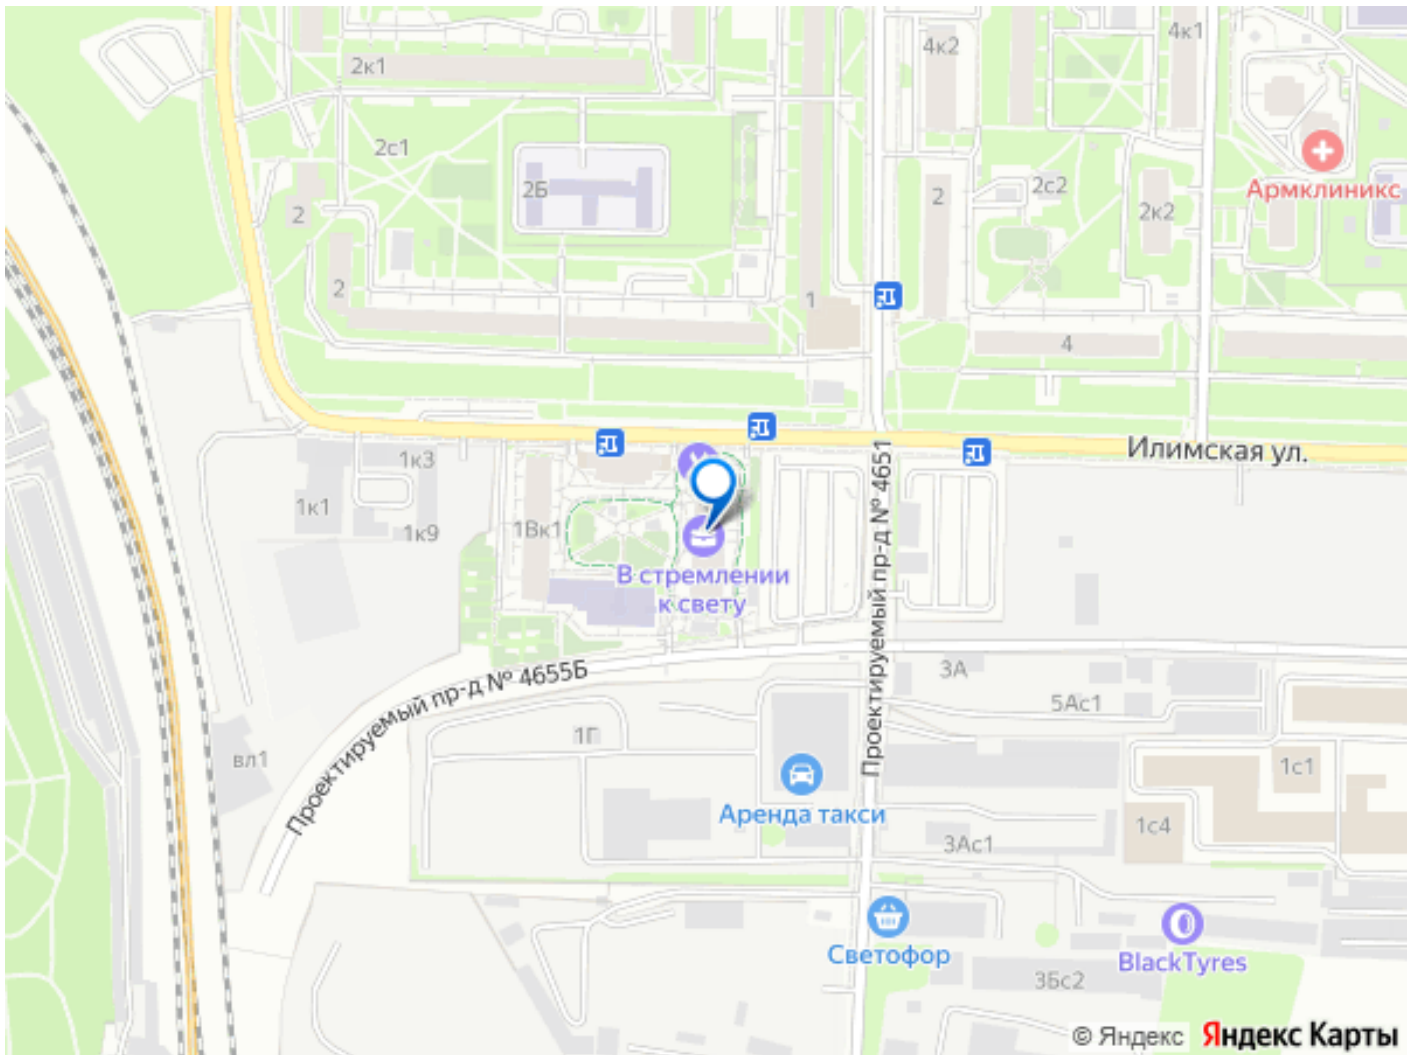 2к1
4к2
4к1
2с1
Армклиникс
2Б
2
2
2с2
2к2
2
1
4
Илимская ул.
1к3
1к1
1к9
1Вк1
В стремлении
к свету
Проектируемый пр-д № 4651
Проектируемый пр-д № 4655Б
3А
5Ас1
1Г
вл1
1с1
Аренда такси
1с4
3Ас1
Светофор
BlackTyres
3Бс2
© Яндекс Яндекс Карты